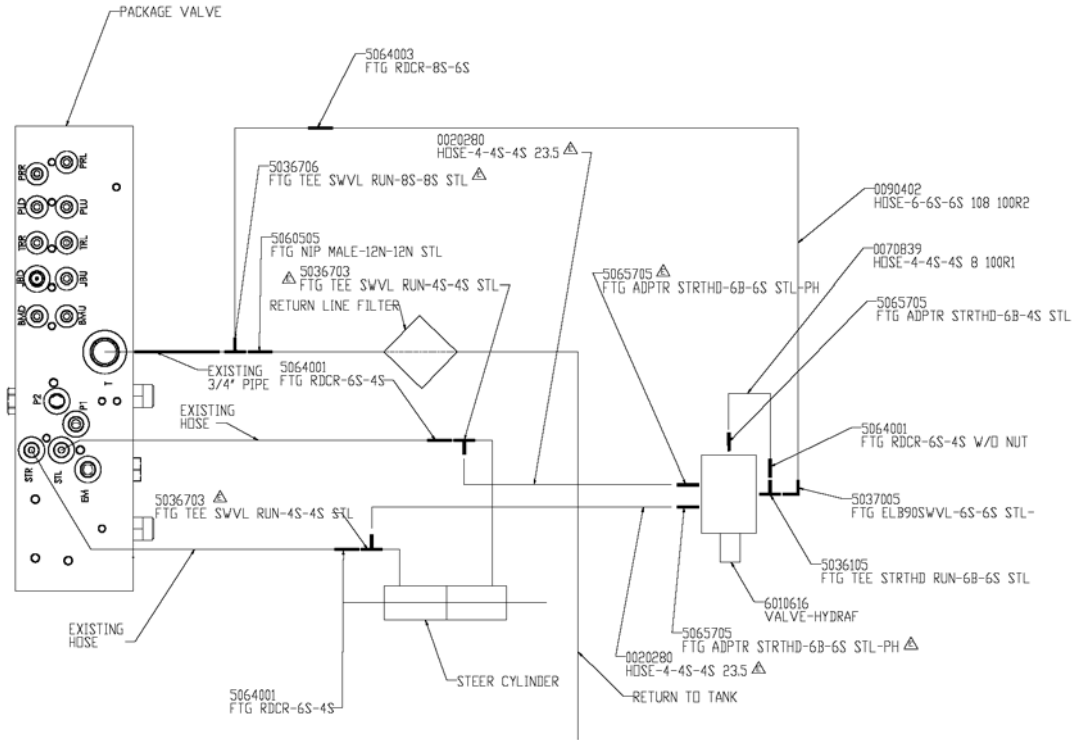 PACKAGE VALVE
5064003
FTG RDCR-8S-6S
0020280
HOSE-4-4S-4S 23.5 E
5036706
FTG TEE SWVL RUN-8S-8S STL E
0090402
HOSE-6-6S-6S 108 100R2
5060505
FTG NIP MALE-12N-12N STL
0070839
HOSE-4-4S-4S 8 100R1
E 5036703
FTG TEE SWVL RUN-4S-4S STL
5065705 E
FTG ADPTR STRTHD-6B-6S STL-PH
5065705
FTG ADPTR STRTHD-6B-4S STL
RETURN LINE FILTER
PRR
PRL
PLD
PLU
TRR
TRL
JBD
JBU
BMD
BMU
T
P2
P1
STR
STL
BM
EXISTING
3/4" PIPE
5064001
FTG RDCR-6S-4S
EXISTING
HOSE
5064001
FTG RDCR-6S-4S W/O NUT
5036703 E
FTG TEE SWVL RUN-4S-4S STL
5037005
FTG ELB90SWVL-6S-6S STL-
5036105
FTG TEE STRTHD RUN-6B-6S STL
6010616
VALVE-HYDRAF
EXISTING
HOSE
5065705
FTG ADPTR STRTHD-6B-6S STL-PH E
0020280
HOSE-4-4S-4S 23.5 E
STEER CYLINDER
5064001
FTG RDCR-6S-4S
RETURN TO TANK